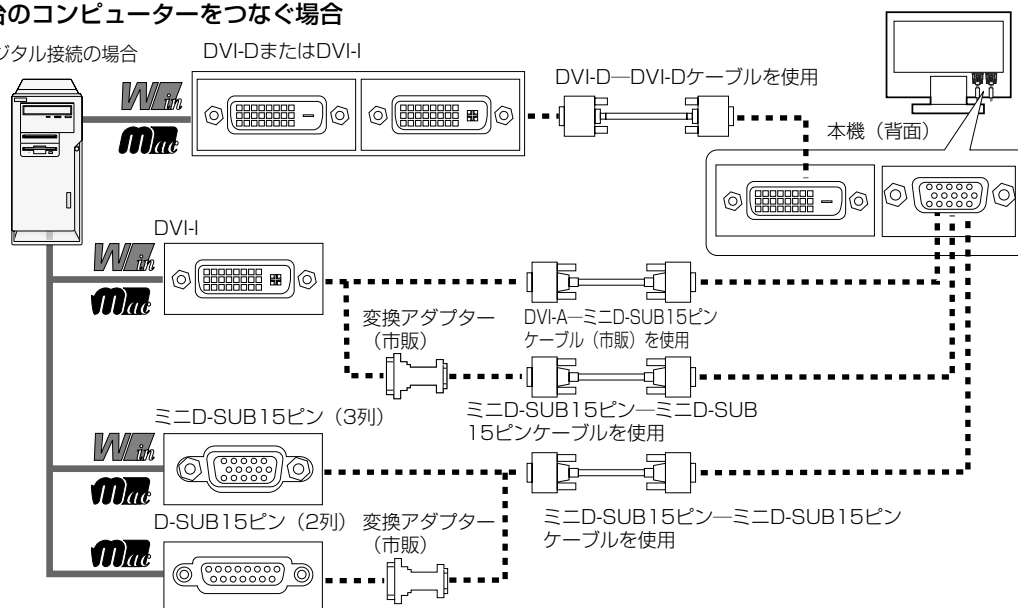 台のコンピューターをつなぐ場合
ジタル接続の場合
DVI-DまたはDVI-I
Win
Mac
DVI-D—DVI-Dケーブルを使用
本機（背面）
DVI-I
Win
Mac
変換アダプター
（市販）
DVI-A—ミニD-SUB15ピン
ケーブル（市販）を使用
ミニD-SUB15ピン—ミニD-SUB
15ピンケーブルを使用
ミニD-SUB15ピン（3列）
Win
Mac
D-SUB15ピン（2列）
変換アダプター
（市販）
ミニD-SUB15ピン—ミニD-SUB15ピン
ケーブルを使用
Mac